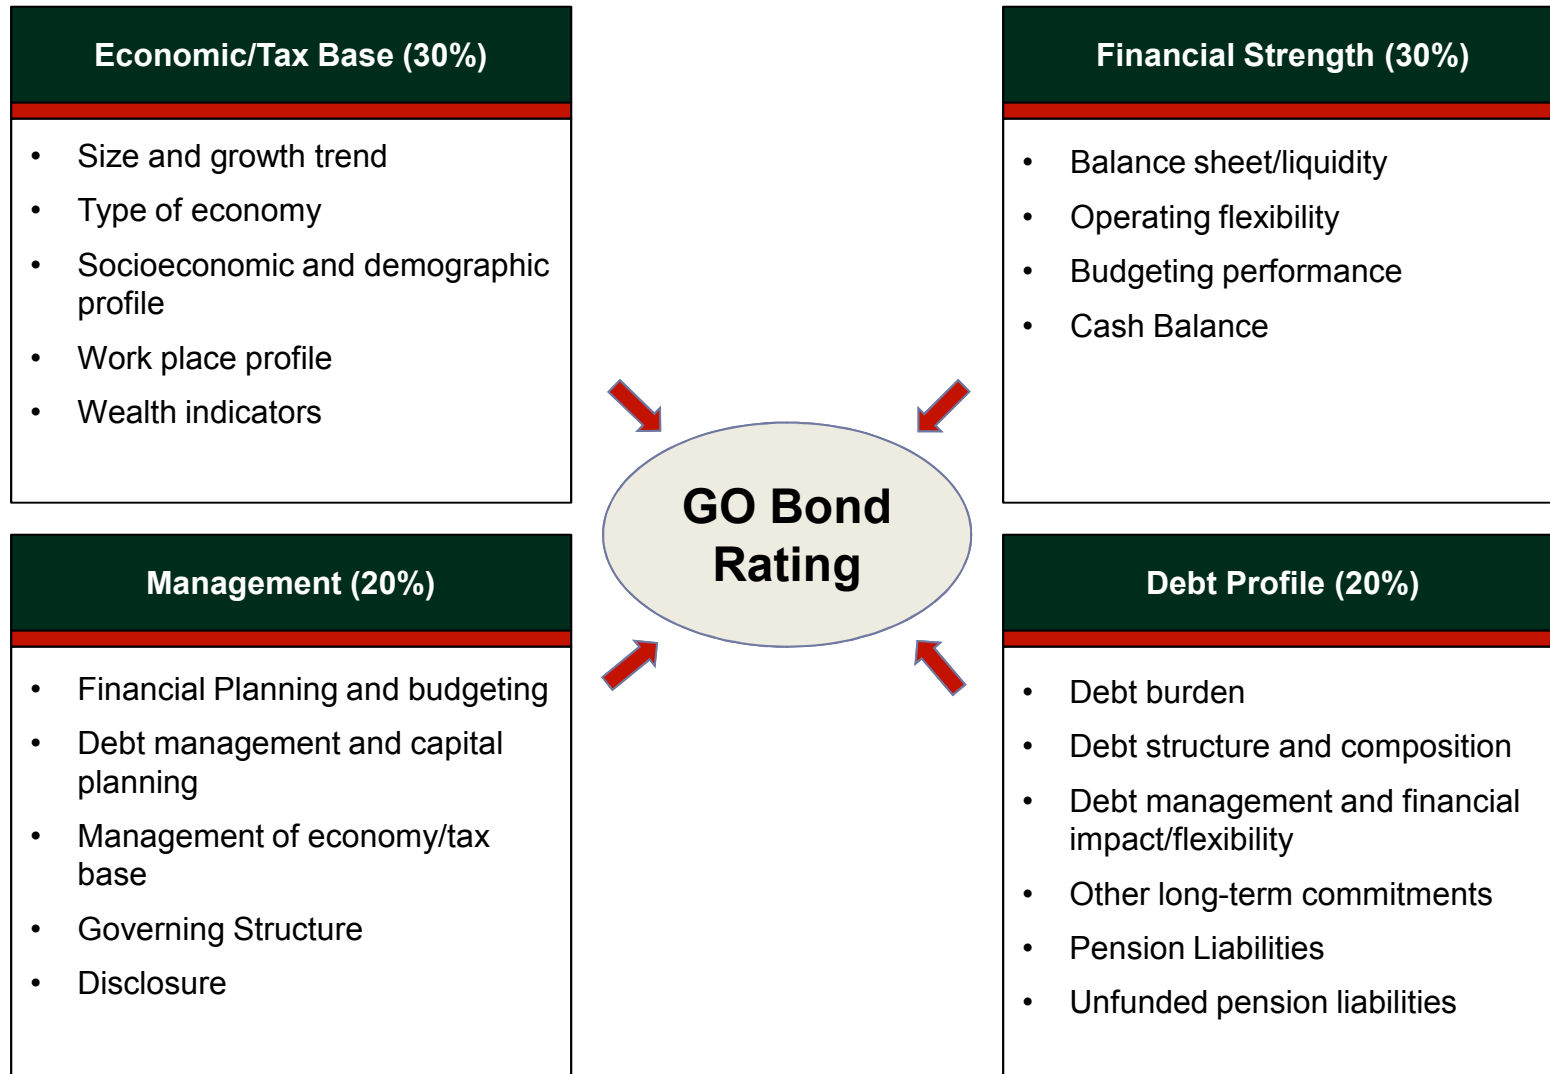 Economic/Tax Base (30%)
• Size and growth trend
• Type of economy
• Socioeconomic and demographic
profile
• Work place profile
• Wealth indicators
Financial Strength (30%)
• Balance sheet/liquidity
• Operating flexibility
• Budgeting performance
• Cash Balance
GO Bond
Rating
Management (20%)
• Financial Planning and budgeting
• Debt management and capital
planning
• Management of economy/tax
base
• Governing Structure
• Disclosure
Debt Profile (20%)
• Debt burden
• Debt structure and composition
• Debt management and financial
impact/flexibility
• Other long-term commitments
• Pension Liabilities
• Unfunded pension liabilities